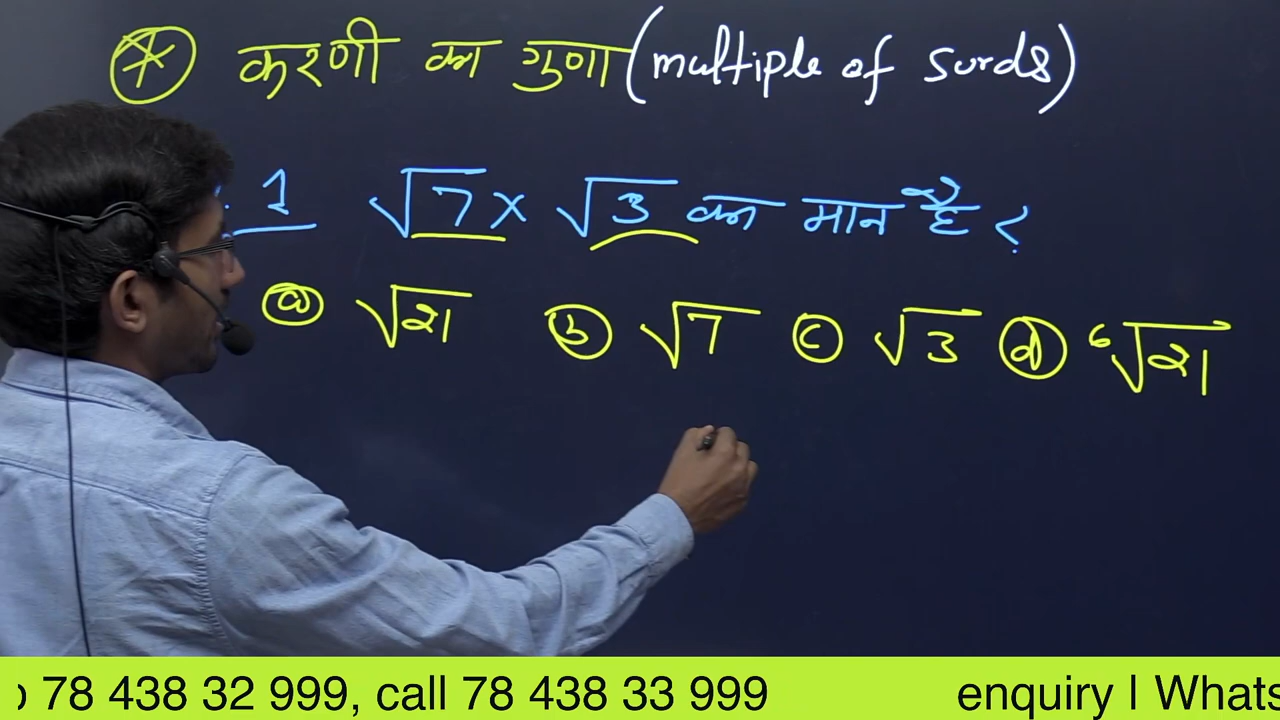 * करणी का गुणा (multiple of surds)
. 1 √7 × √3 का मान है ?
(a) √21 (b) √7 (c) √3 (d) ⁶√21
78 438 32 999, call 78 438 33 999 enquiry | Whats